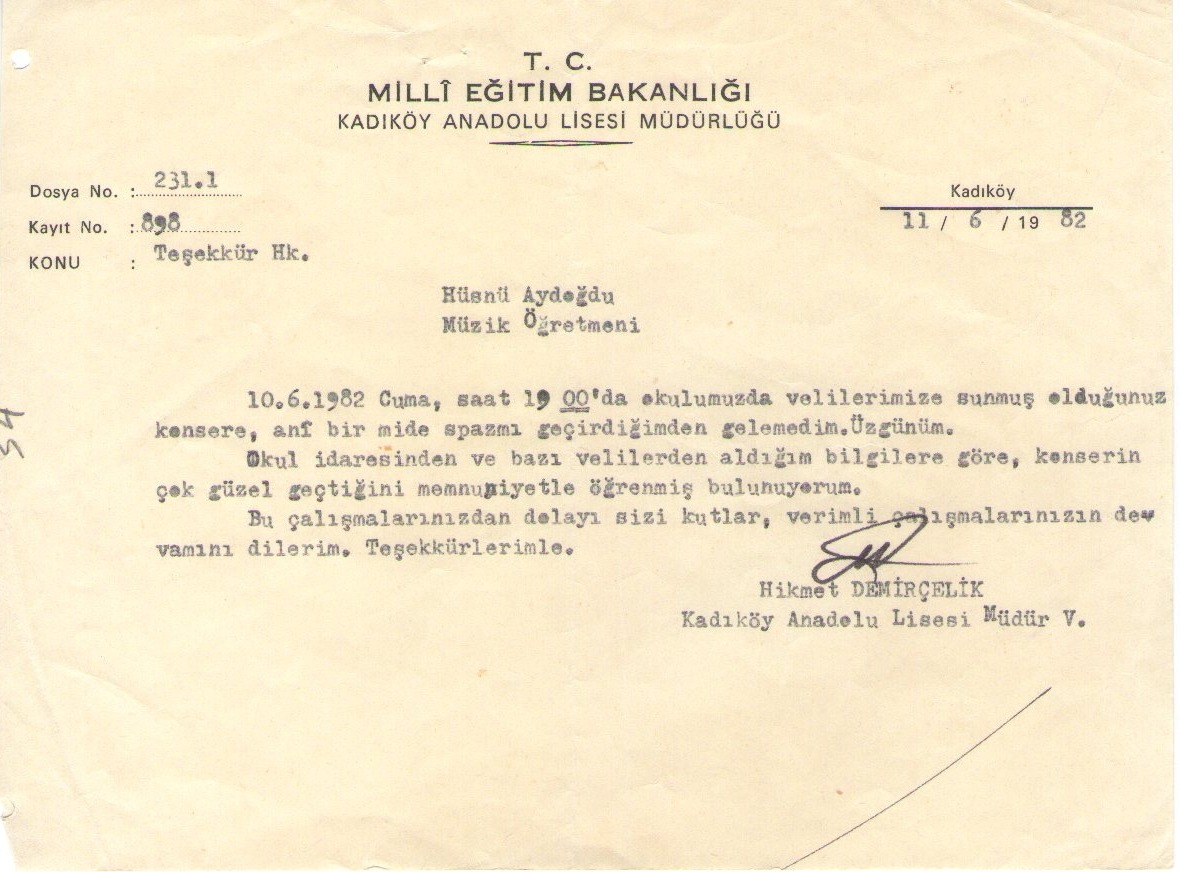 T. C.
MİLLÎ EĞİTİM BAKANLIĞI
KADIKÖY ANADOLU LİSESİ MÜDÜRLÜĞÜ
Dosya No. : 231.1
Kadıköy
Kayıt No. : 898
11 / 6 / 19 82
KONU : Teşekkür Hk.
Hüsnü Aydoğdu
Müzik Öğretmeni
10.6.1982 Cuma, saat 19 00'da okulumuzda velilerimize sunmuş olduğunuz
konsere, anî bir mide spazmı geçirdiğimden gelemedim.Üzgünüm.
Okul idaresinden ve bazı velilerden aldığım bilgilere göre, konserin
çok güzel geçtiğini memnuniyetle öğrenmiş bulunuyorum.
Bu çalışmalarınızdan dolayı sizi kutlar, verimli çalışmalarınızın de
vamını dilerim. Teşekkürlerimle.
Hikmet DEMİRÇELİK
Kadıköy Anadolu Lisesi Müdür V.
54